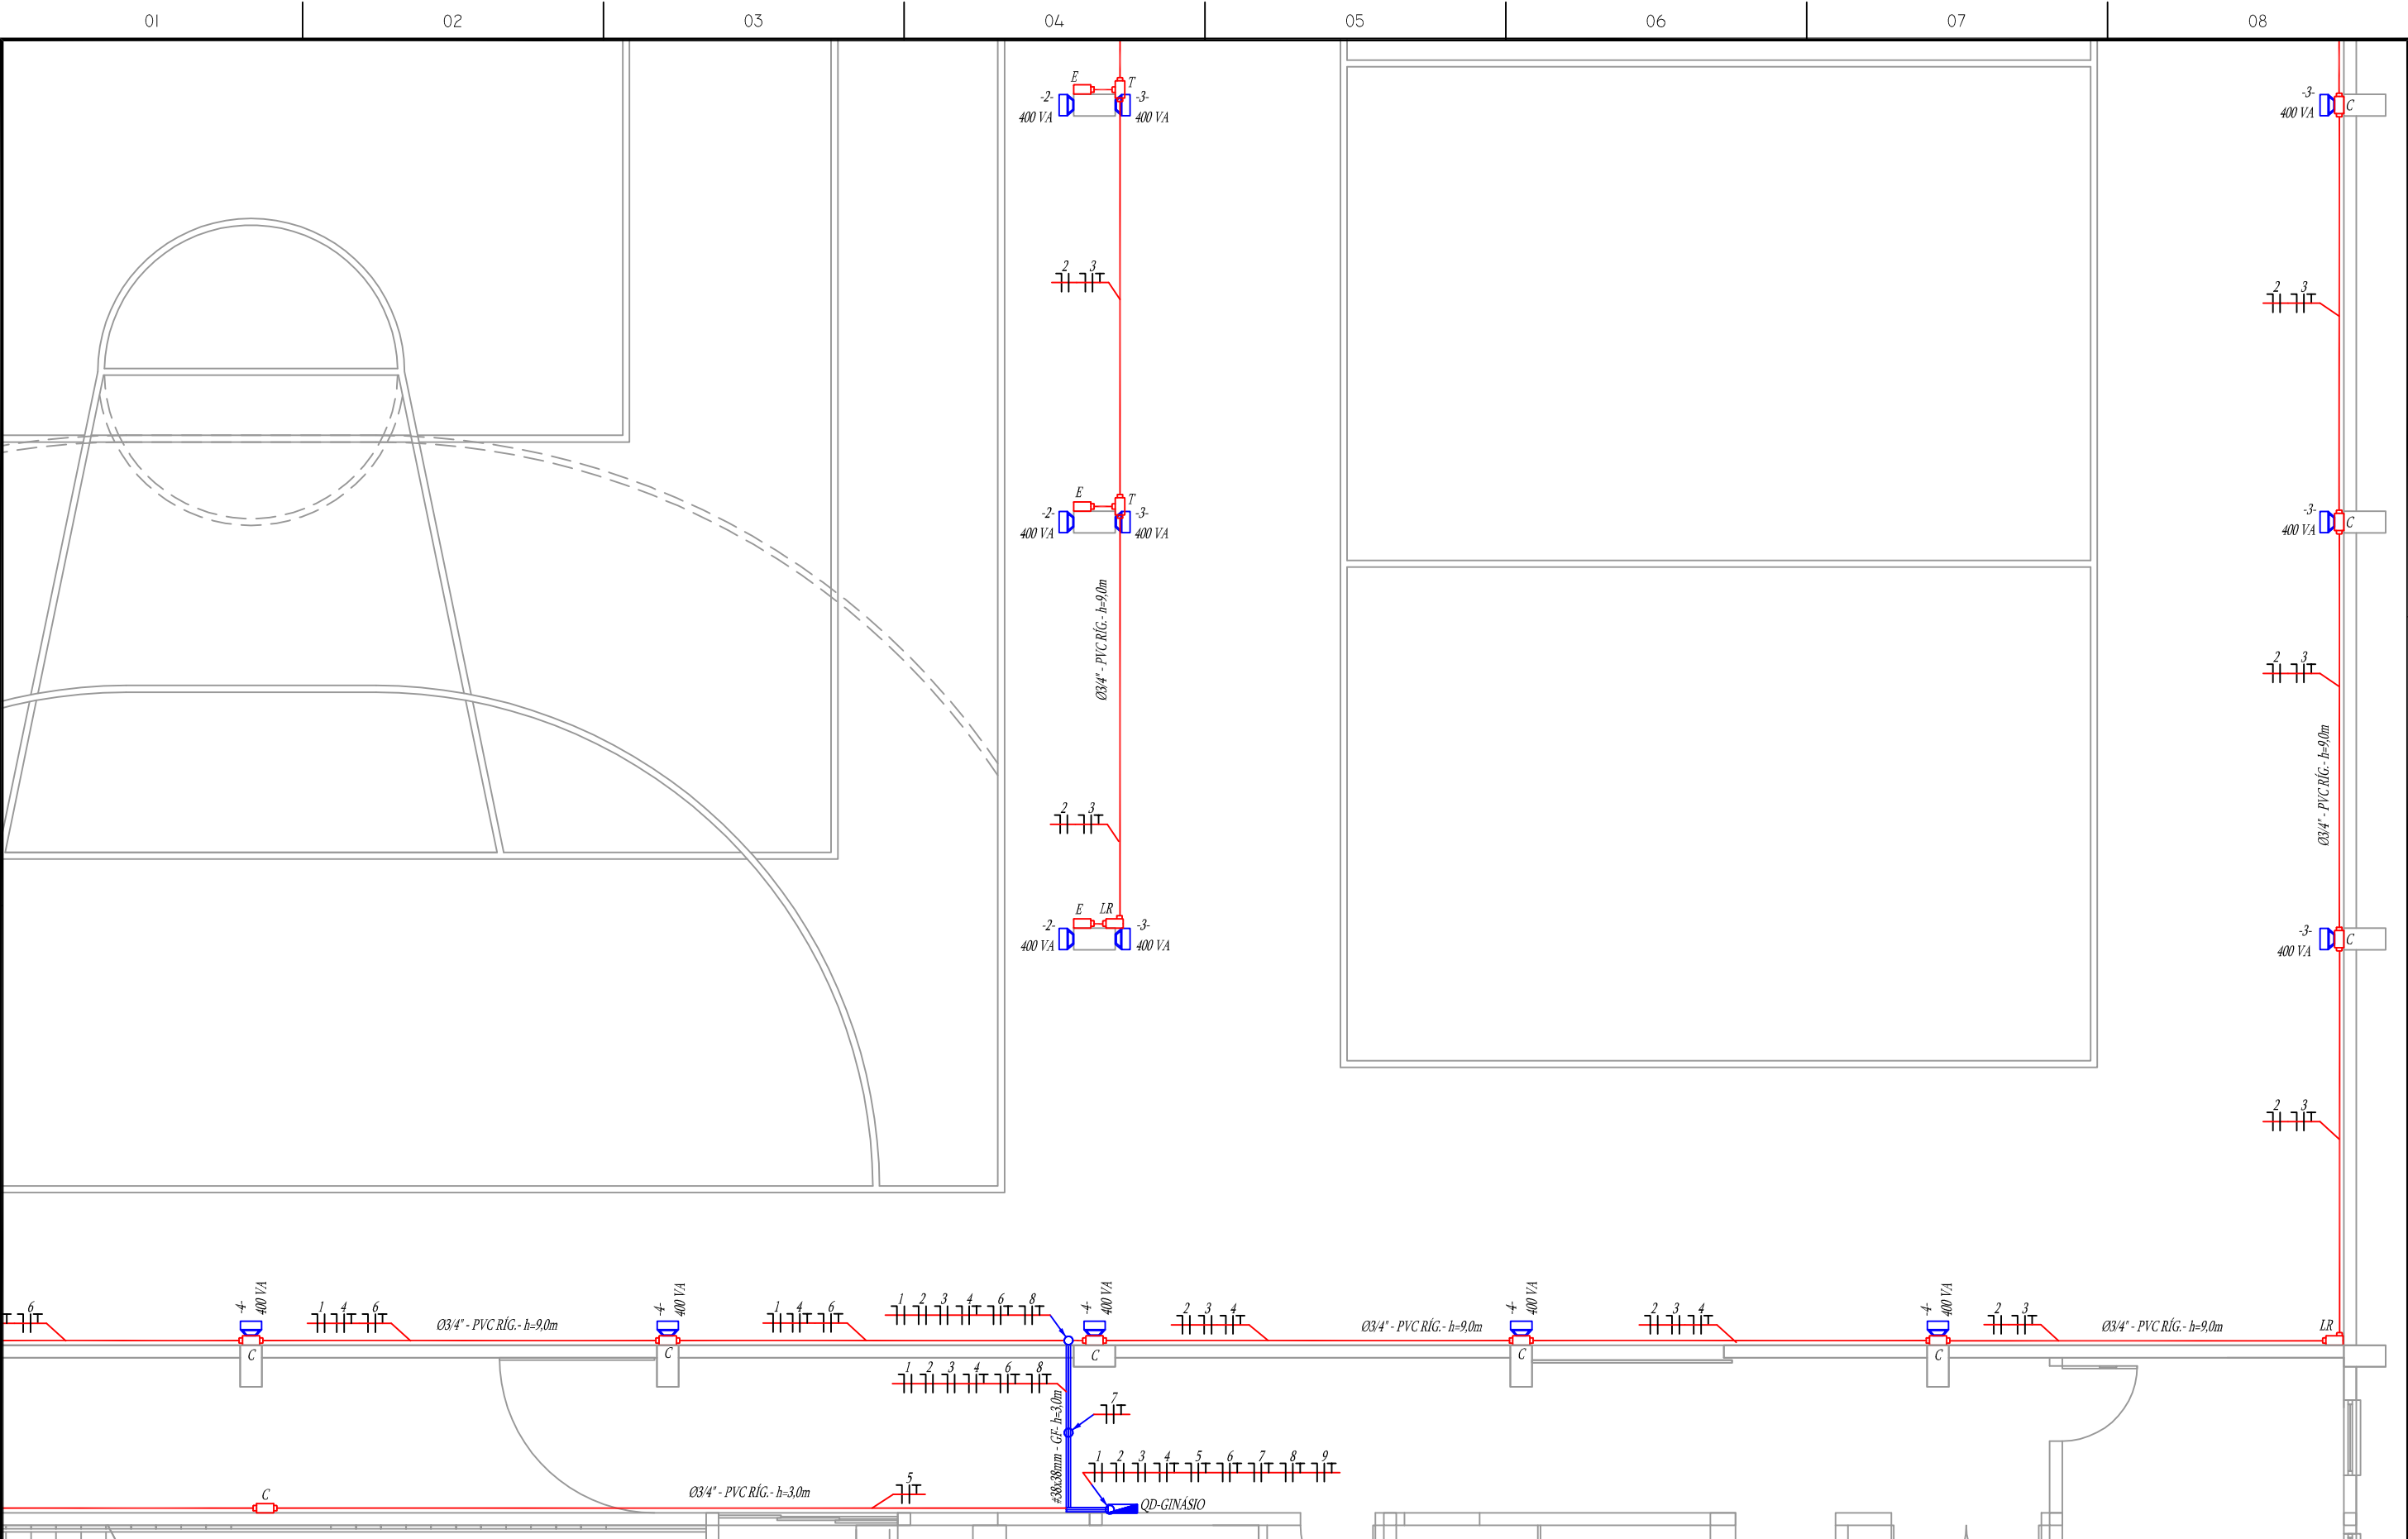 01 02 03 04 05 06 07 08
E T
-2- -3- -3-
400 VA 400 VA 400 VA C
2 3
2 3
E T
-2- -3- -3-
400 VA 400 VA 400 VA C
Ø3/4" - PVC RÍG.- h=9,0m
2 3
Ø3/4" - PVC RÍG.- h=9,0m
2 3
E LR
-2- -3- -3-
400 VA 400 VA 400 VA C
2 3
6
-4- 400 VA
C
1 4 6
Ø3/4" - PVC RÍG.- h=9,0m
-4- 400 VA
C
1 4 6
1 2 3 4 6 8
-4- 400 VA
C
2 3 4
Ø3/4" - PVC RÍG.- h=9,0m
-4- 400 VA
C
2 3 4
-4- 400 VA
C
2 3
Ø3/4" - PVC RÍG.- h=9,0m
LR
1 2 3 4 6 8
#38x38mm - GF- h=3,0m
7
1 2 3 4 5 6 7 8 9
C
Ø3/4" - PVC RÍG.- h=3,0m
5
QD-GINÁSIO